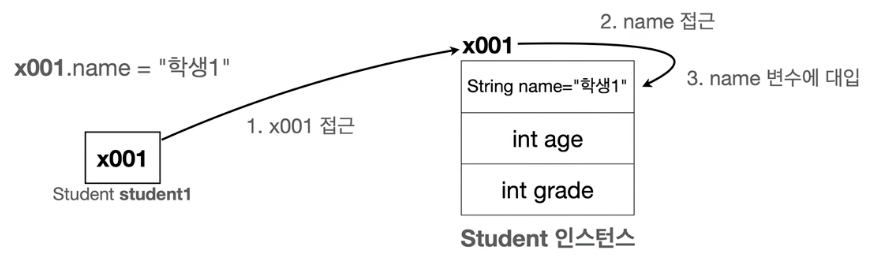 x001.name = "학생1"
x001
Student student1
1. x001 접근
x001
2. name 접근
3. name 변수에 대입
String name="학생1"
int age
int grade
Student 인스턴스